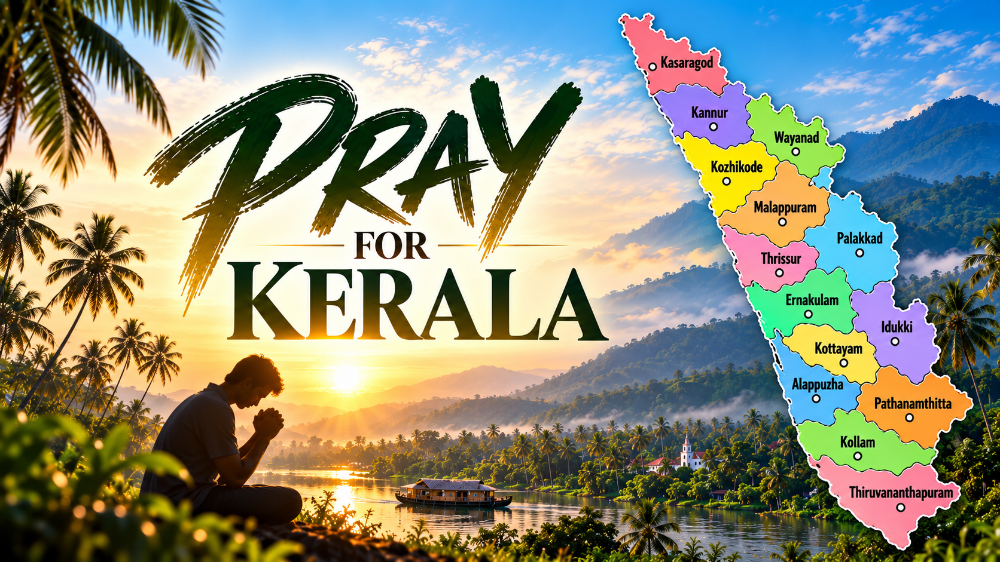 PRAY
FOR
KERALA
Kasaragod
Kannur
Wayanad
Kozhikode
Malappuram
Palakkad
Thrissur
Ernakulam
Idukki
Kottayam
Alappuzha
Pathanamthitta
Kollam
Thiruvananthapuram